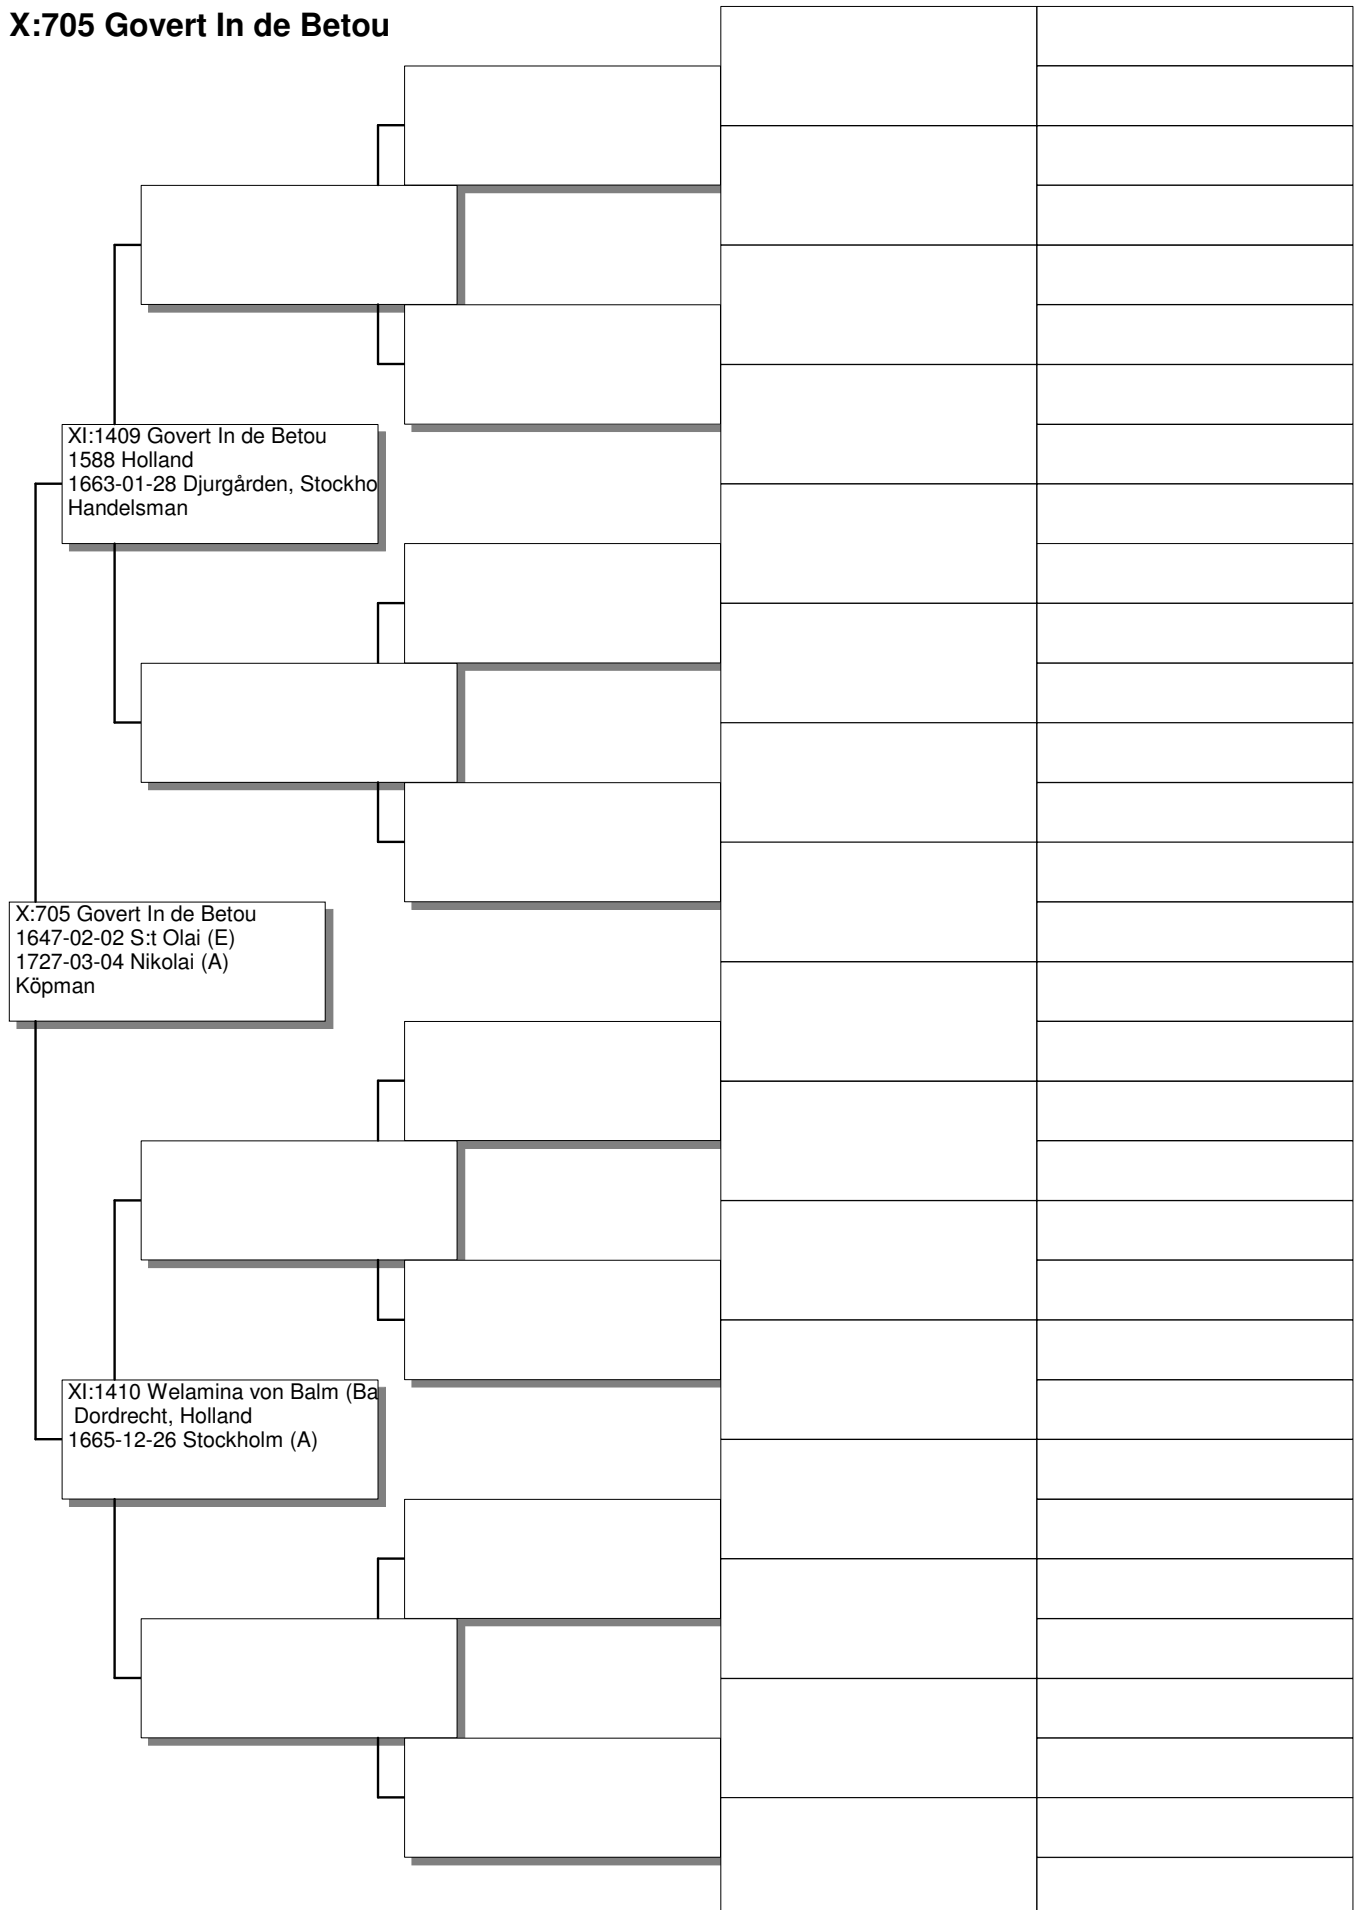 X:705 Govert In de Betou
XI:1409 Govert In de Betou
1588 Holland
1663-01-28 Djurgården, Stockho
Handelsman
X:705 Govert In de Betou
1647-02-02 S:t Olai (E)
1727-03-04 Nikolai (A)
Köpman
XI:1410 Welamina von Balm (Ba
Dordrecht, Holland
1665-12-26 Stockholm (A)